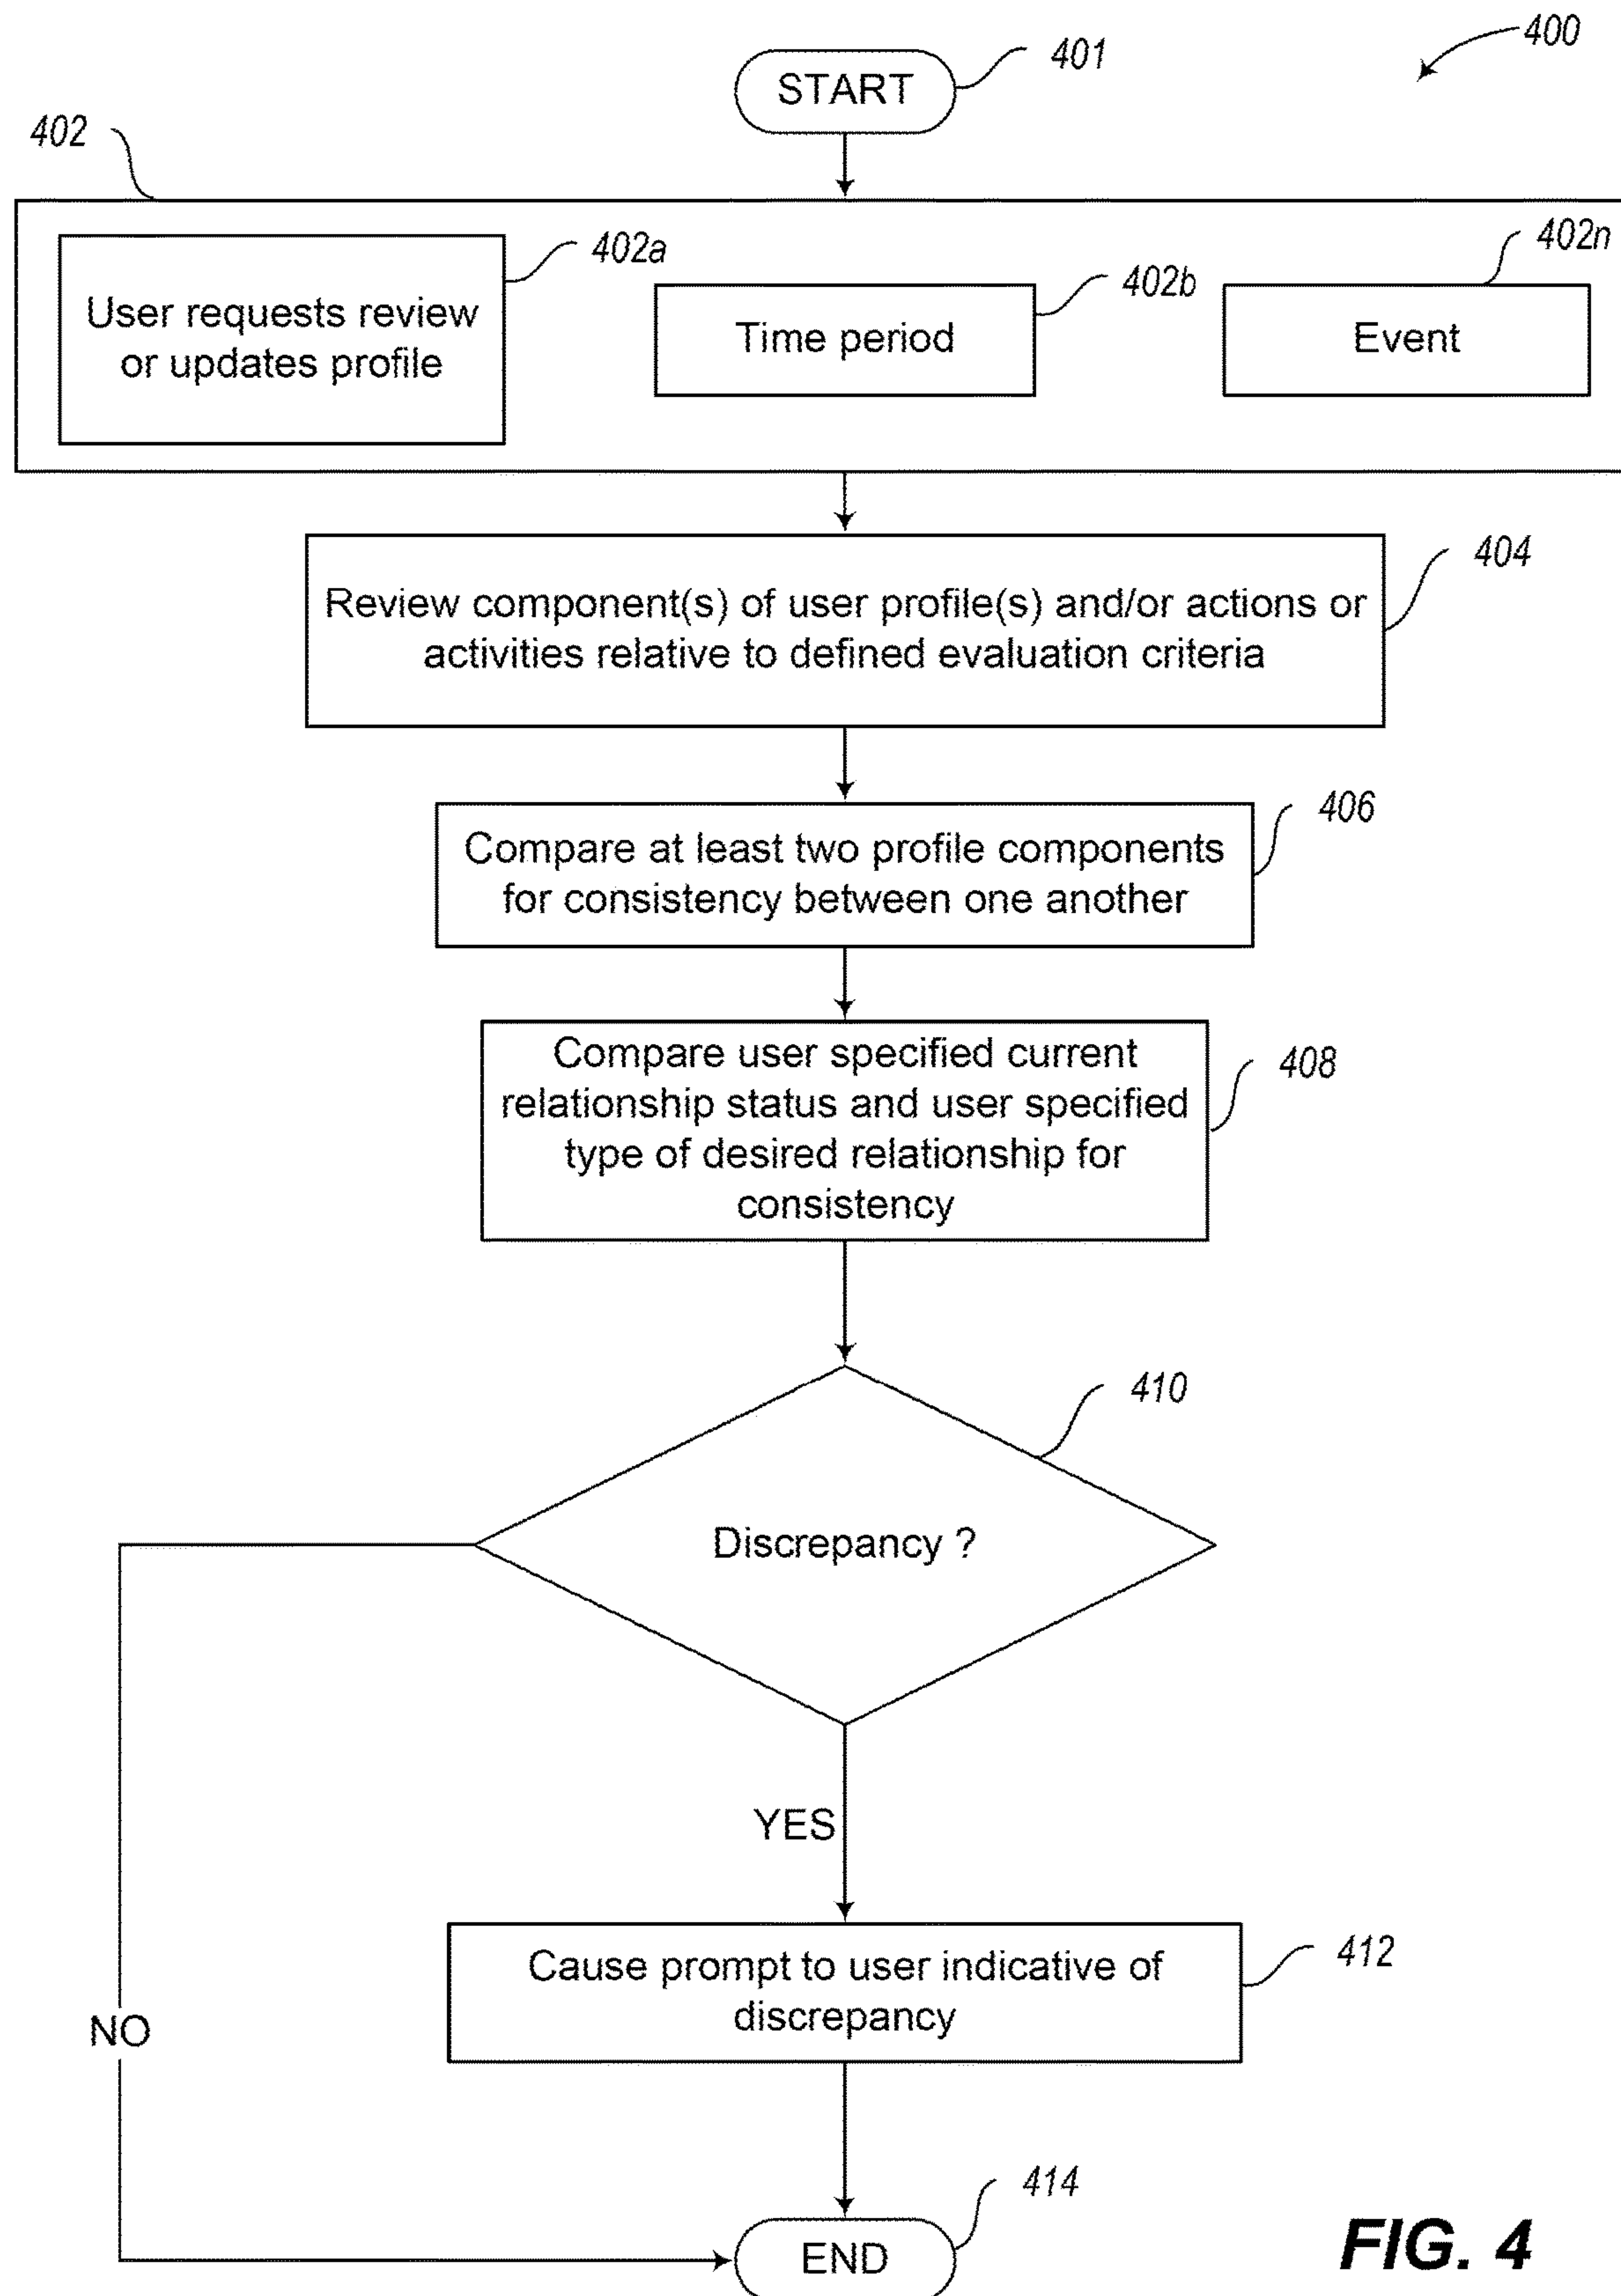 400
START
401
402
User requests review
or updates profile
402a
Time period
402b
Event
402n
Review component(s) of user profile(s) and/or actions or
activities relative to defined evaluation criteria
404
Compare at least two profile components
for consistency between one another
406
Compare user specified current
relationship status and user specified
type of desired relationship for
consistency
408
Discrepancy ?
410
YES
NO
Cause prompt to user indicative of
discrepancy
412
END
414
FIG. 4